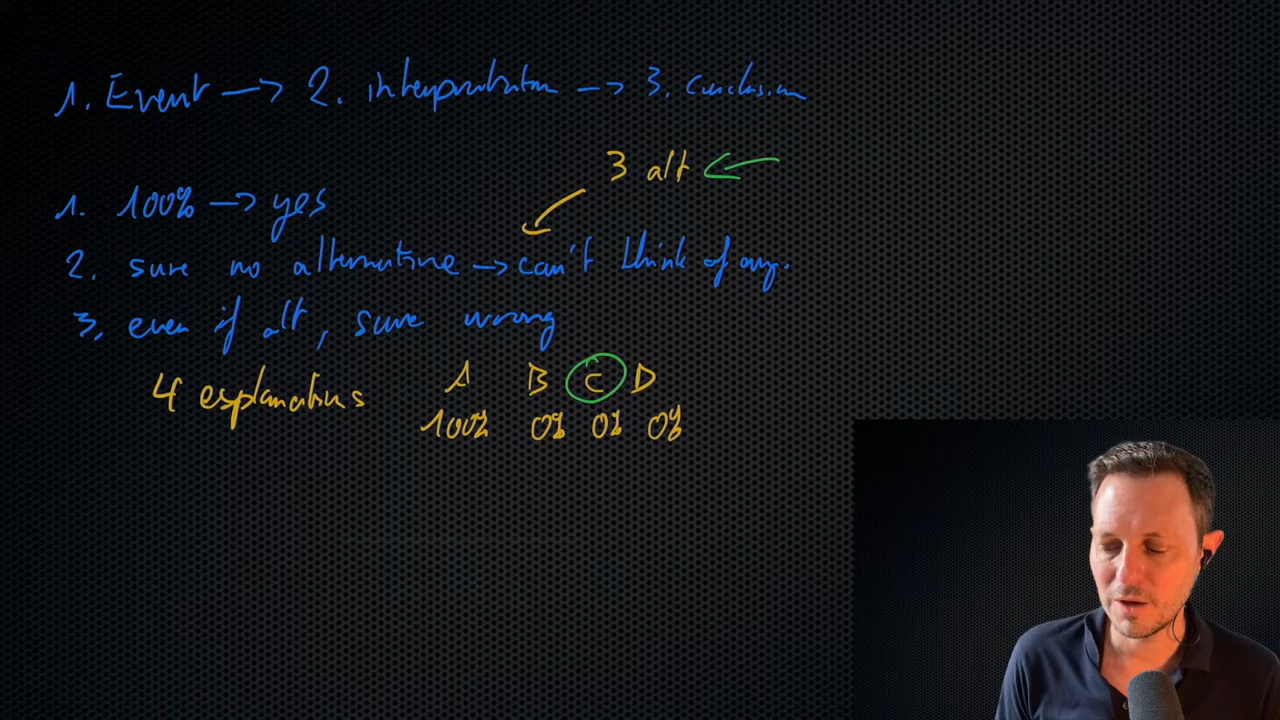 1. Event → 2. interpretation → 3. conclusion
3 alt ←
1. 100% → yes
2. sure no alternative → can't think of any.
3. even if alt, sure wrong
4 explanations A B C D
100% 0% 0% 0%